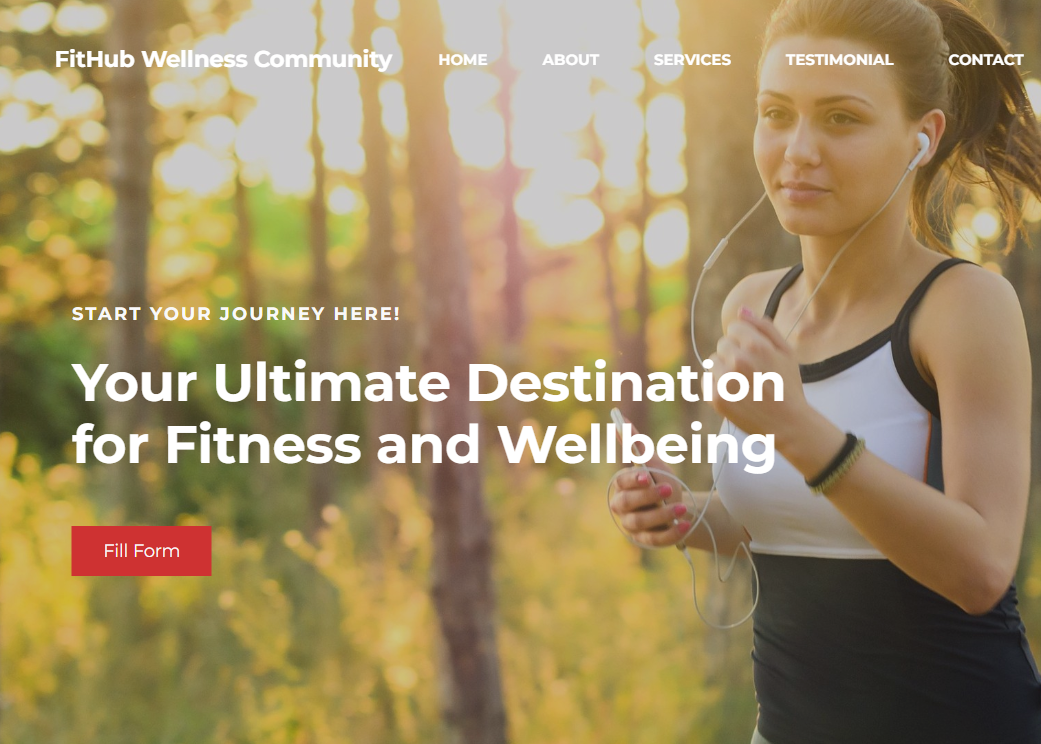 FitHub Wellness Community
HOME ABOUT SERVICES TESTIMONIAL CONTACT
START YOUR JOURNEY HERE!
Your Ultimate Destination
for Fitness and Wellbeing
Fill Form